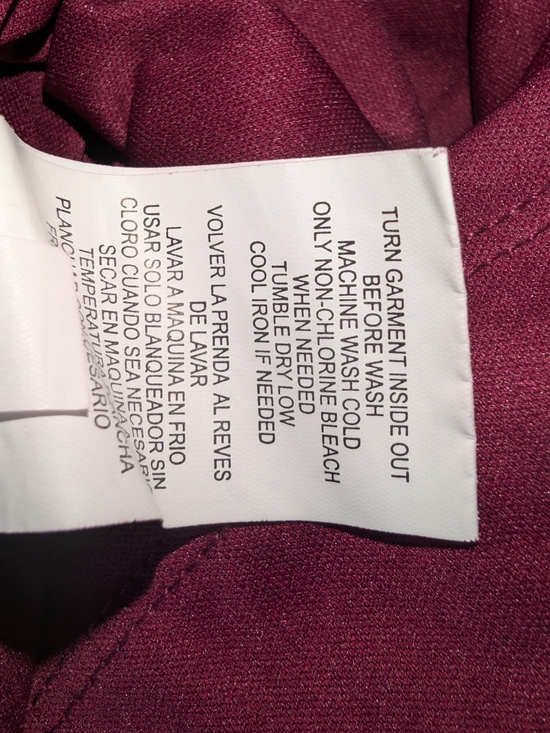 TURN GARMENT INSIDE OUT
BEFORE WASH
MACHINE WASH COLD
ONLY NON-CHLORINE BLEACH
WHEN NEEDED
TUMBLE DRY LOW
COOL IRON IF NEEDED
VOLVER LA PRENDA AL REVES
DE LAVAR
LAVAR A MAQUINA EN FRIO
USAR SOLO BLANQUEADOR SIN
CLORO CUANDO SEA NECESARI
SECAR EN MAQUINA
TEMPERATURA